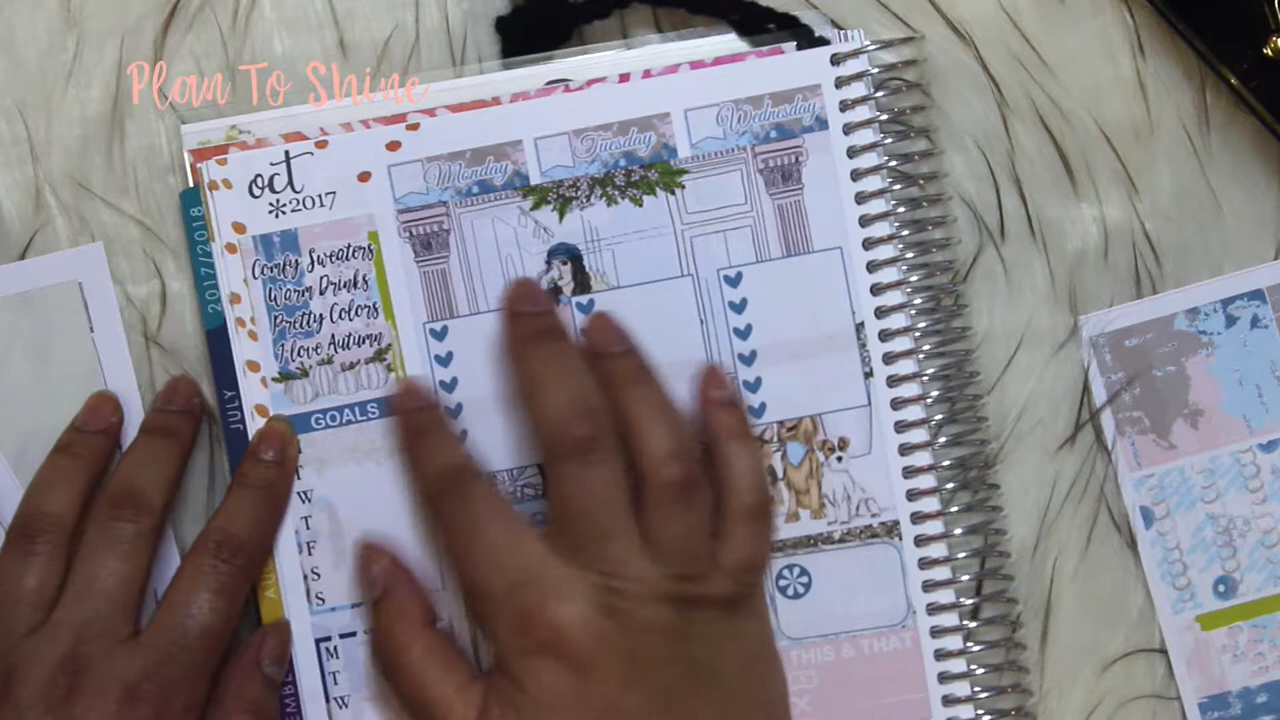 Plan To Shine
oct
*2017
Monday
Tuesday
Wednesday
2017/2018
Comfy Sweaters
Warm Drinks
Pretty Colors
I love Autumn
JULY
GOALS
T
W
T
F
S
S
THIS & THAT
M
T
W